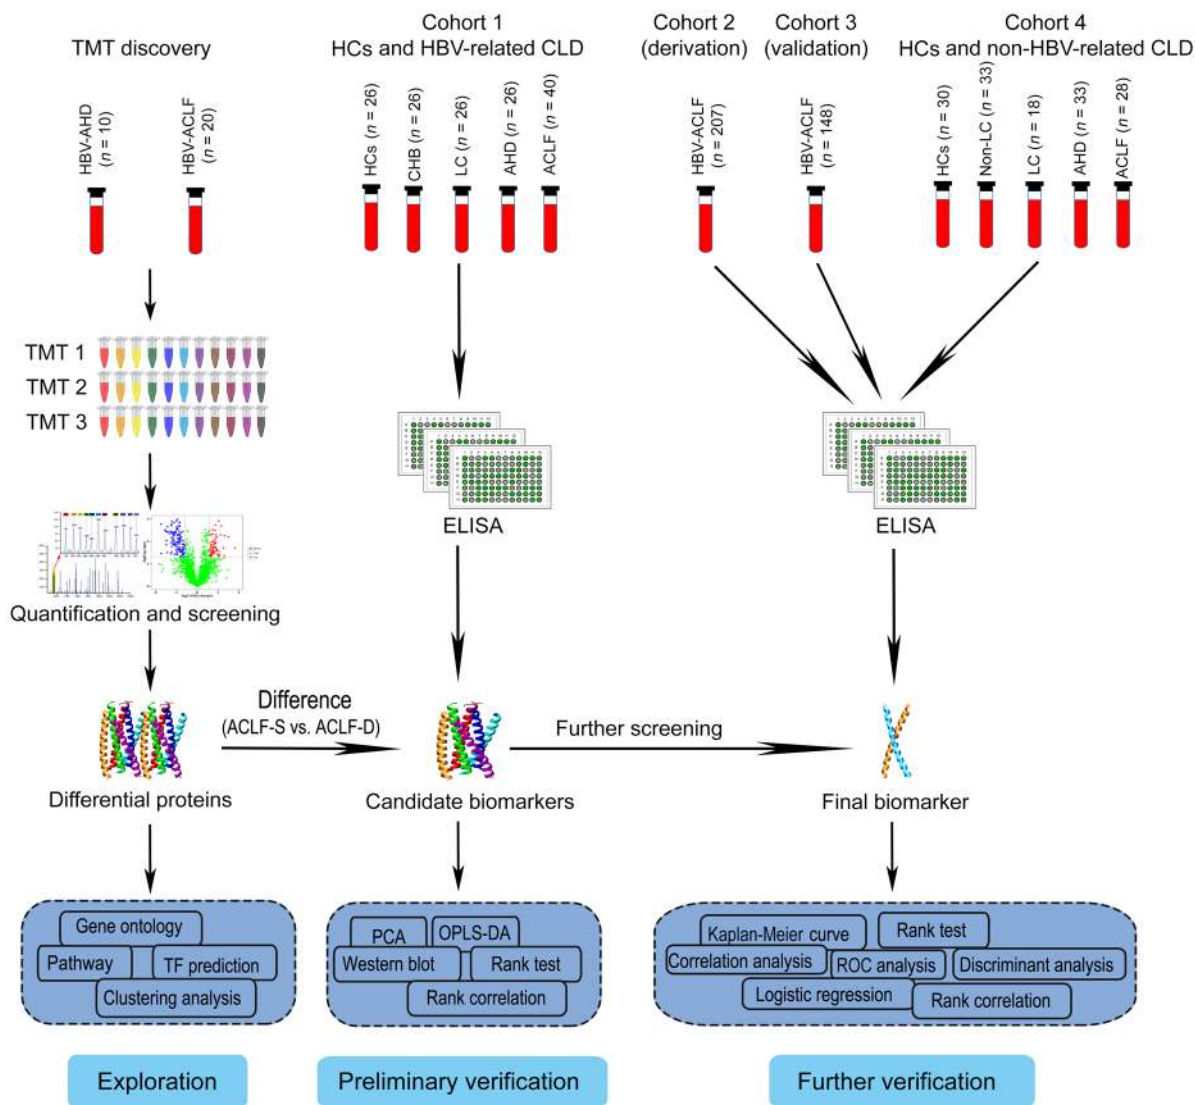 TMT discovery
Cohort 1
HCs and HBV-related CLD
Cohort 2
(derivation)
Cohort 3
(validation)
Cohort 4
HCs and non-HBV-related CLD
HBV-AHD
(n = 10)
HBV-ACLF
(n = 20)
HCs (n = 26)
CHB (n = 26)
LC (n = 26)
AHD (n = 26)
ACLF (n = 40)
HBV-ACLF
(n = 207)
HBV-ACLF
(n = 148)
HCs (n = 30)
Non-LC (n = 33)
LC (n = 18)
AHD (n = 33)
ACLF (n = 28)
TMT 1
TMT 2
TMT 3
ELISA
ELISA
Quantification and screening
Difference
(ACLF-S vs. ACLF-D)
Further screening
Differential proteins
Candidate biomarkers
Final biomarker
Gene ontology
Pathway
TF prediction
Clustering analysis
PCA
OPLS-DA
Western blot
Rank test
Rank correlation
Kaplan-Meier curve
Rank test
Correlation analysis
ROC analysis
Discriminant analysis
Logistic regression
Rank correlation
Exploration
Preliminary verification
Further verification